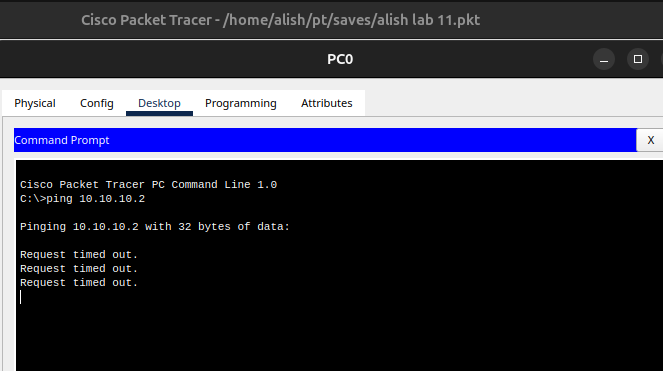 Cisco Packet Tracer - /home/alish/pt/saves/alish lab 11.pkt
PC0
Physical Config Desktop Programming Attributes
Command Prompt X
Cisco Packet Tracer PC Command Line 1.0
C:\>ping 10.10.10.2
Pinging 10.10.10.2 with 32 bytes of data:
Request timed out.
Request timed out.
Request timed out.